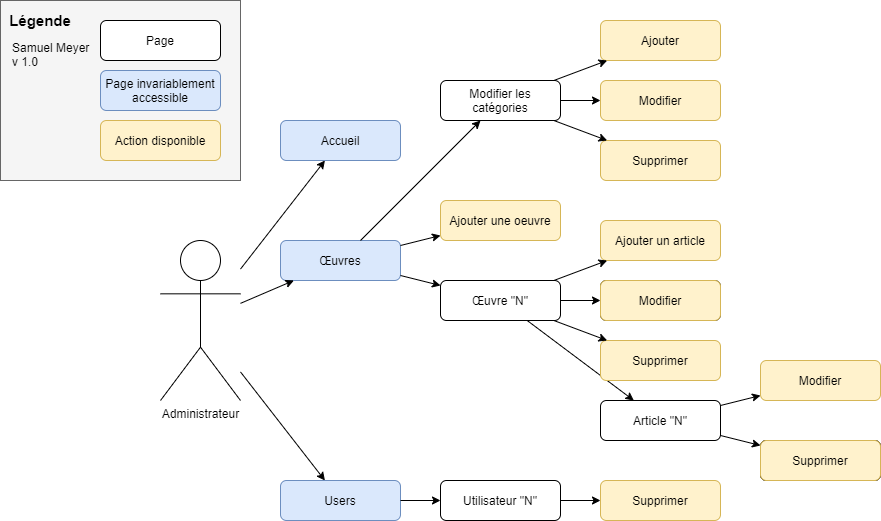 Légende
Samuel Meyer
v 1.0
Page
Page invariablement
accessible
Action disponible
Ajouter
Modifier les
catégories
Modifier
Supprimer
Accueil
Ajouter une oeuvre
Œuvres
Ajouter un article
Œuvre "N"
Modifier
Supprimer
Modifier
Administrateur
Article "N"
Supprimer
Users
Utilisateur "N"
Supprimer